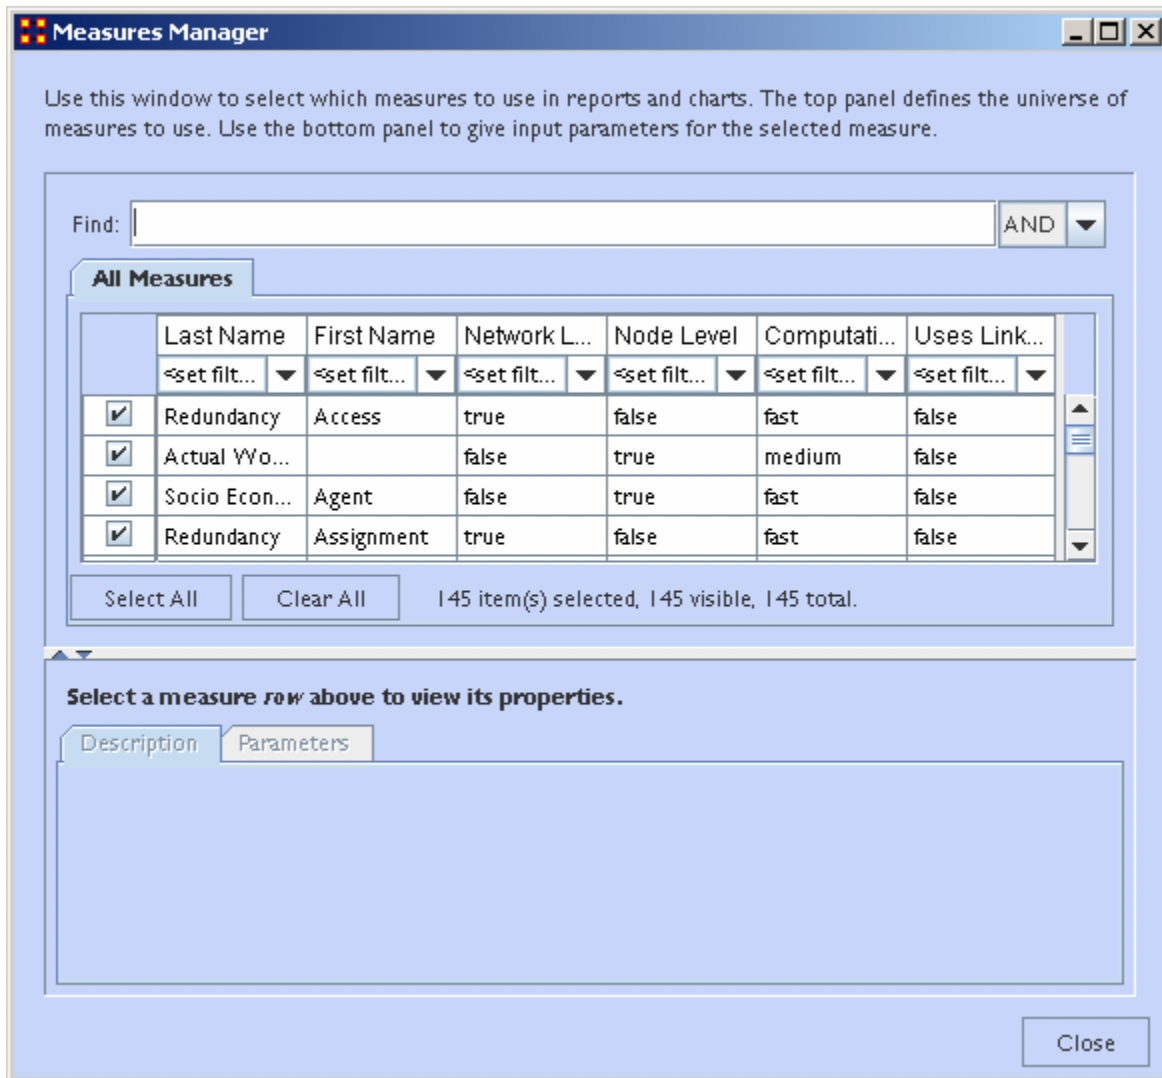 Measures Manager
Use this window to select which measures to use in reports and charts. The top panel defines the universe of
measures to use. Use the bottom panel to give input parameters for the selected measure.
Find: AND
All Measures
Last Name First Name Network L... Node Level Computati... Uses Link...
<set filt... <set filt... <set filt... <set filt... <set filt... <set filt...
Redundancy Access true false fast false
Actual Wo... false true medium false
Socio Econ... Agent false true fast false
Redundancy Assignment true false fast false
Select All Clear All 145 item(s) selected, 145 visible, 145 total.
Select a measure row above to view its properties.
Description Parameters
Close